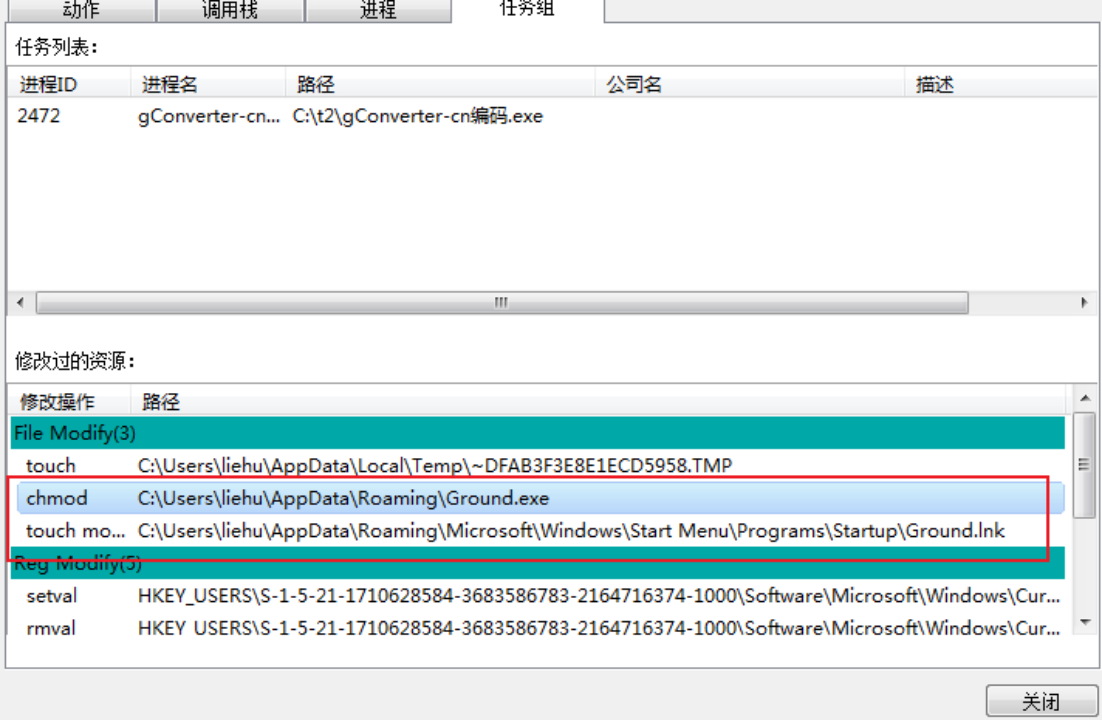 动作 调用栈 进程 任务组
任务列表：
进程ID 进程名 路径 公司名 描述
2472 gConverter-cn... C:\t2\gConverter-cn编码.exe
修改过的资源：
修改操作 路径
File Modify(3)
touch C:\Users\liehu\AppData\Local\Temp\~DFAB3F3E8E1ECD5958.TMP
chmod C:\Users\liehu\AppData\Roaming\Ground.exe
touch mo... C:\Users\liehu\AppData\Roaming\Microsoft\Windows\Start Menu\Programs\Startup\Ground.lnk
Reg Modify(5)
setval HKEY_USERS\S-1-5-21-1710628584-3683586783-2164716374-1000\Software\Microsoft\Windows\Cur...
rmval HKEY_USERS\S-1-5-21-1710628584-3683586783-2164716374-1000\Software\Microsoft\Windows\Cur...
关闭